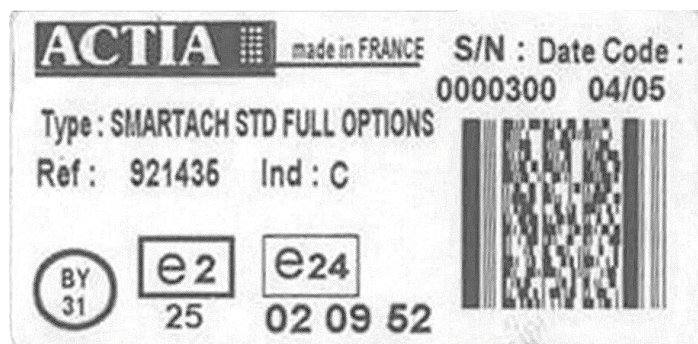 ACTIA made in FRANCE
S/N : Date Code :
0000300 04/05
Type : SMARTACH STD FULL OPTIONS
Ref : 921435 Ind : C
BY
31
e2
25
e24
02 09 52